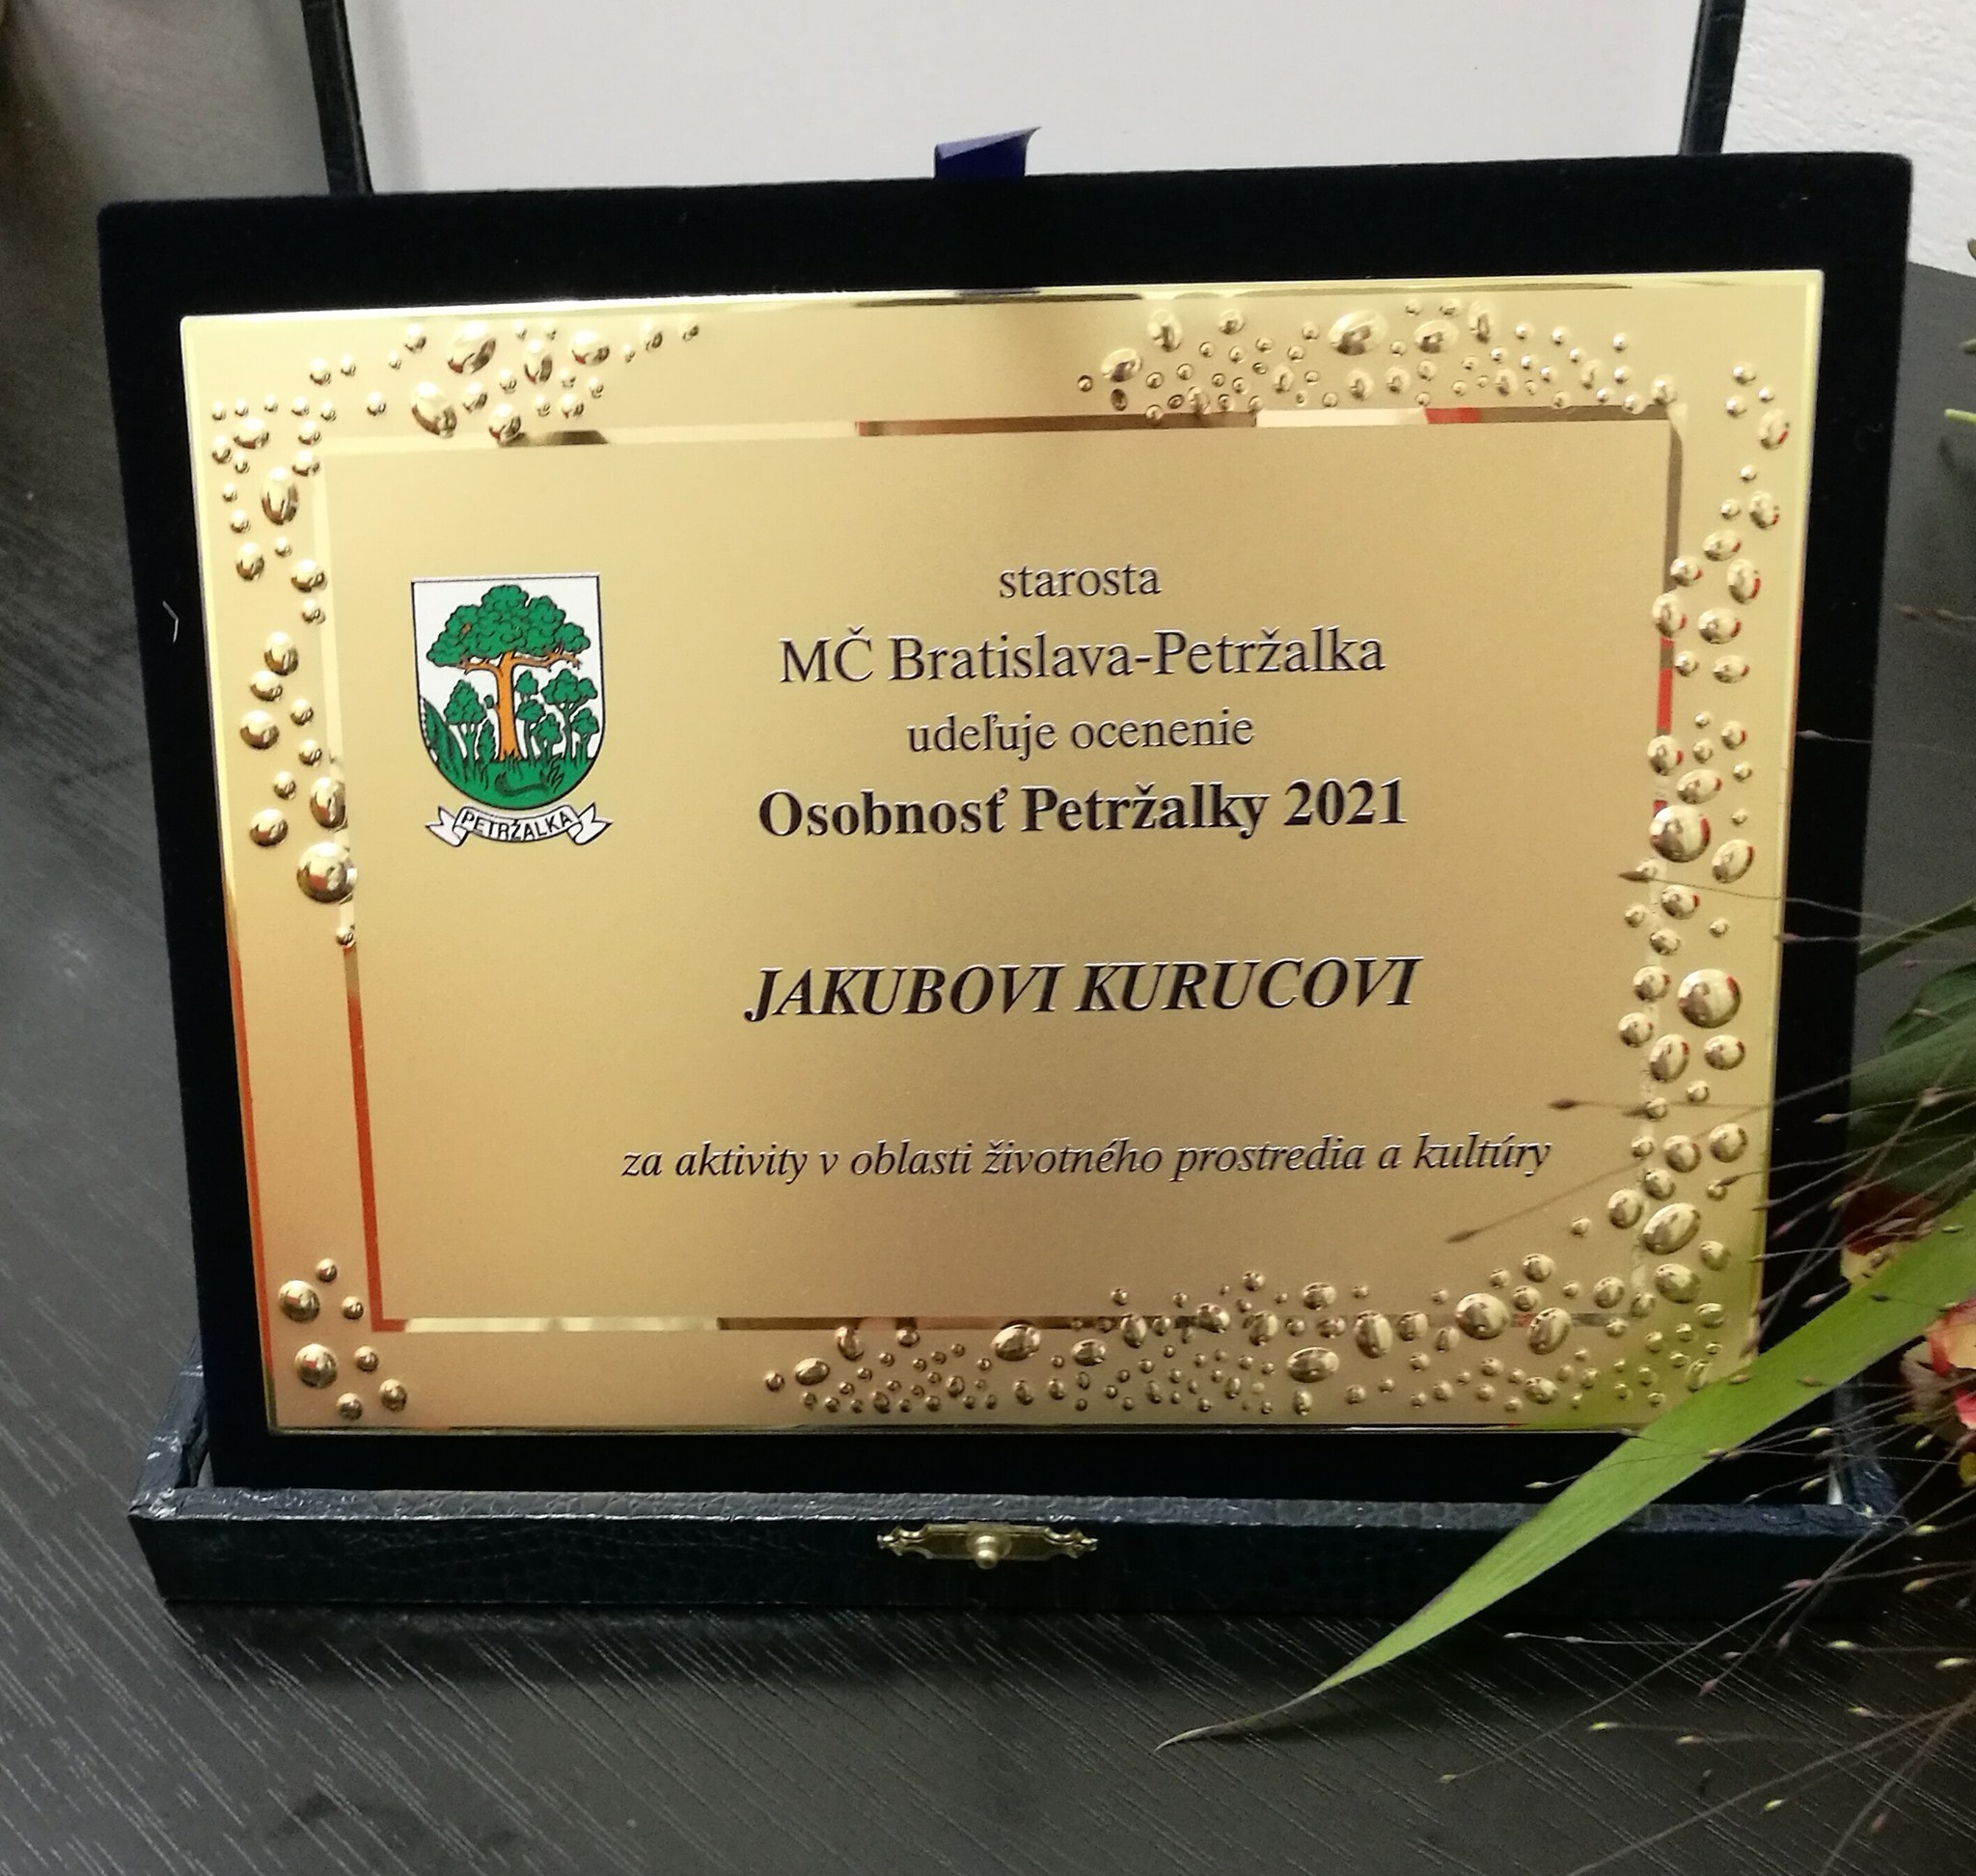 starosta
MČ Bratislava-Petržalka
udeľuje ocenenie
Osobnosť Petržalky 2021
PETRŽALKA
JAKUBOVI KURUCOVI
za aktivity v oblasti životného prostredia a kultúry